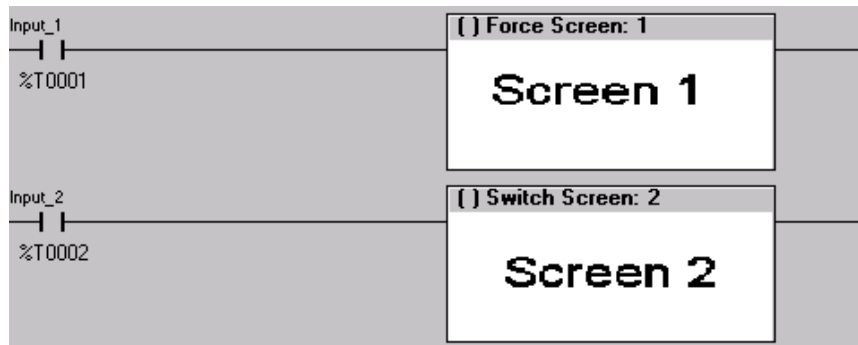 Input_1
( ) Force Screen: 1
%T0001
Screen 1
Input_2
( ) Switch Screen: 2
%T0002
Screen 2